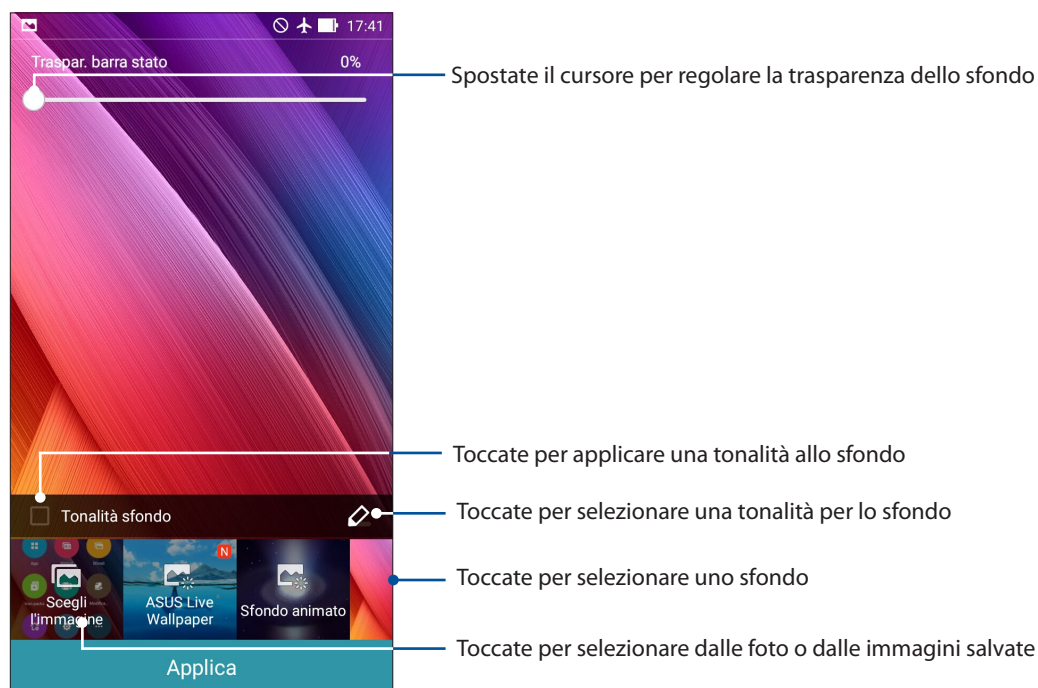 17:41
Traspar. barra stato 0%
Spostate il cursore per regolare la trasparenza dello sfondo
Toccate per applicare una tonalità allo sfondo
Tonalità sfondo
Toccate per selezionare una tonalità per lo sfondo
N
Scegli
l'immagine
ASUS Live
Wallpaper
Sfondo animato
Toccate per selezionare uno sfondo
Toccate per selezionare dalle foto o dalle immagini salvate
Applica